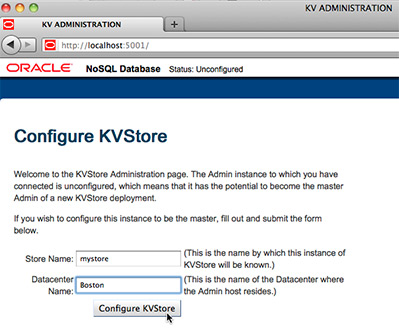 KV ADMINISTRATION
KV ADMINISTRATION
http://localhost:5001/
ORACLE NoSQL Database Status: Unconfigured
Configure KVStore
Welcome to the KVStore Administration page. The Admin instance to which you have
connected is unconfigured, which means that it has the potential to become the master
Admin of a new KVStore deployment.
If you wish to configure this instance to be the master, fill out and submit the form
below.
Store Name: mystore (This is the name by which this instance of
KVStore will be known.)
Datacenter Boston (This is the name of the Datacenter where
Name: the Admin host resides.)
Configure KVStore